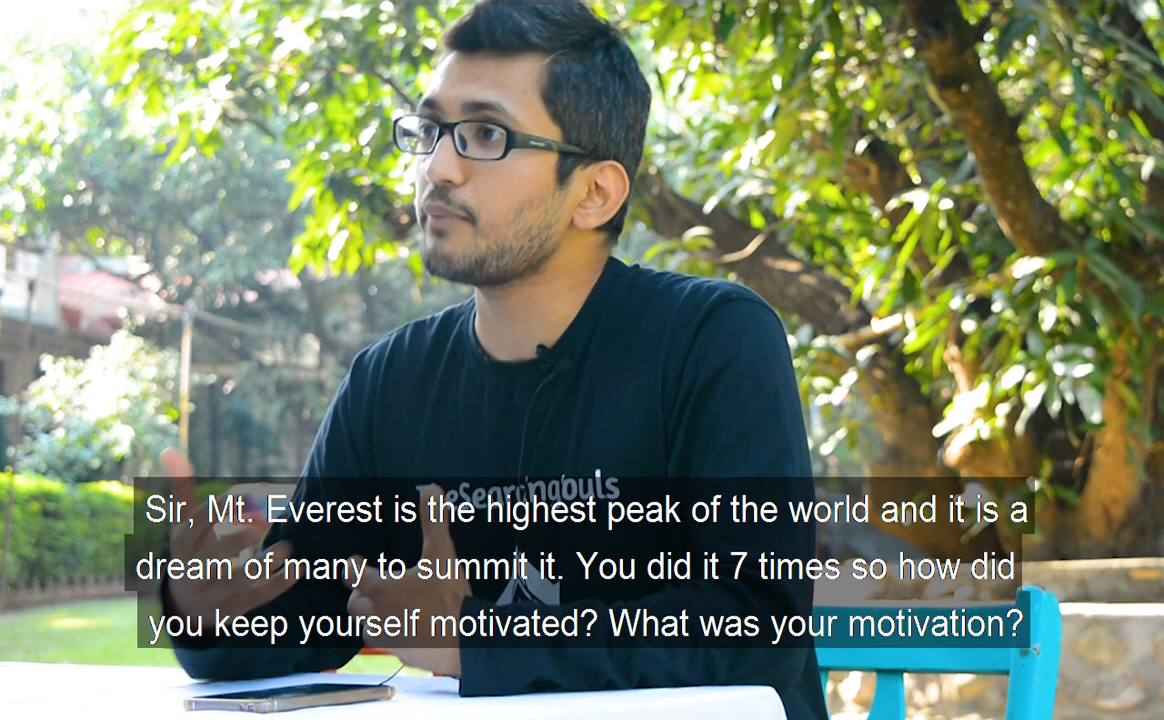 Sir, Mt. Everest is the highest peak of the world and it is a
dream of many to summit it. You did it 7 times so how did
you keep yourself motivated? What was your motivation?